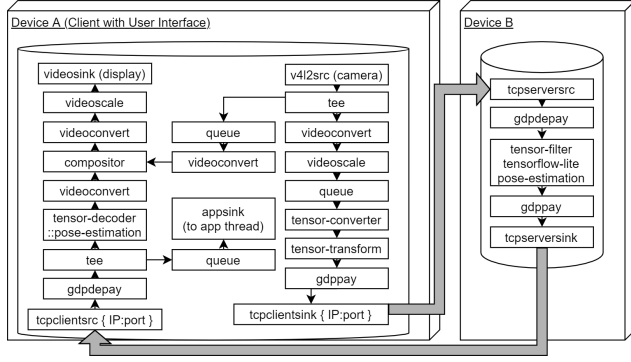 Device A (Client with User Interface)
videosink (display)
videoscale
videoconvert
compositor
videoconvert
tensor-decoder
::pose-estimation
tee
gdpdepay
tcpclientsrc { IP:port }
queue
videoconvert
appsink
(to app thread)
queue
v4l2src (camera)
tee
videoconvert
videoscale
queue
tensor-converter
tensor-transform
gdppay
tcpclientsink { IP:port }
Device B
tcpserversrc
gdpdepay
tensor-filter
tensorflow-lite
pose-estimation
gdppay
tcpserversink